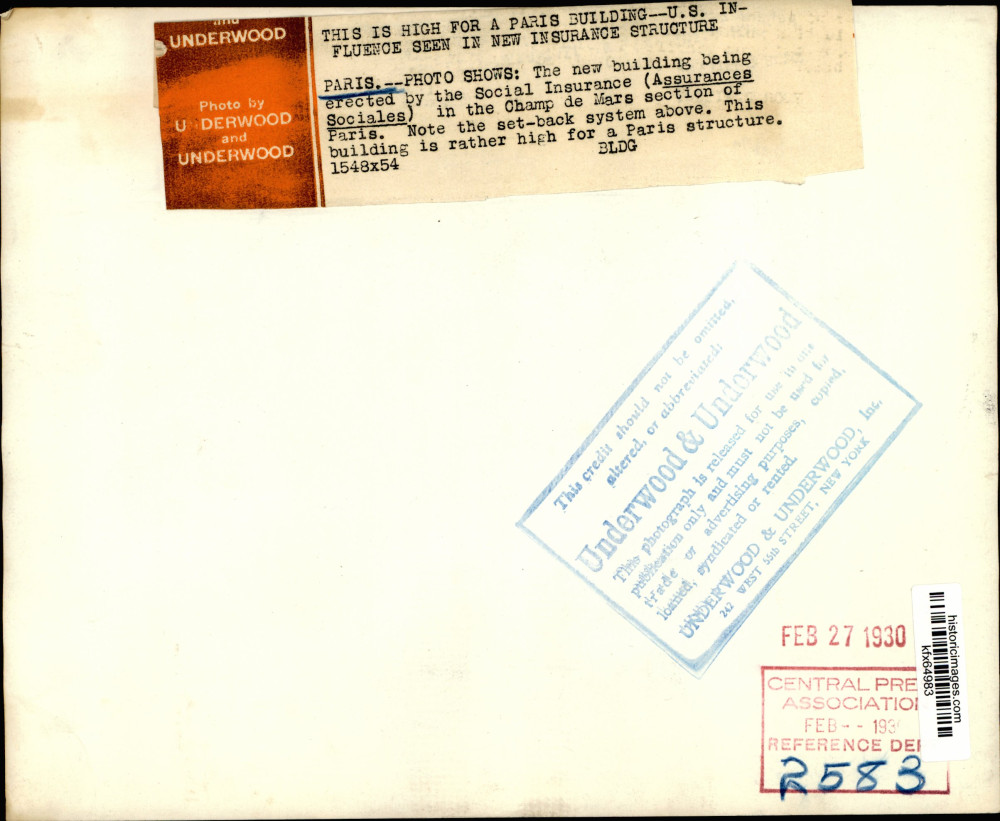 and
UNDERWOOD
Photo by
U DERWOOD
and
UNDERWOOD
THIS IS HIGH FOR A PARIS BUILDING--U.S. IN-
FLUENCE SEEN IN NEW INSURANCE STRUCTURE
PARIS.--PHOTO SHOWS: The new building being
erected by the Social Insurance (Assurances
Sociales) in the Champ de Mars section of
Paris. Note the set-back system above. This
building is rather high for a Paris structure.
1548x54 BLDG
This credit should not be omitted,
altered, or abbreviated:
Underwood & Underwood
This photograph is released for use in one
publication only and must not be used for
trade or advertising purposes, copied,
loaned, syndicated or rented.
UNDERWOOD & UNDERWOOD, Inc.
242 WEST 55th STREET, NEW YORK
FEB 27 1930
CENTRAL PRE
ASSOCIATIO
FEB - - 193
REFERENCE DE
2583
historicimages.com
kfx64983